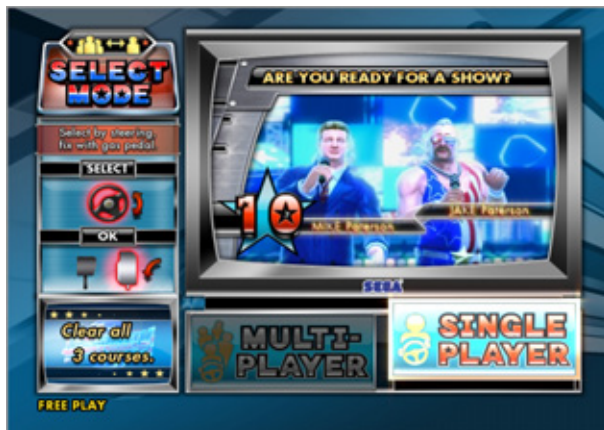 SELECT
MODE
Select by steering,
fix with gas pedal.
SELECT
OK
Clear all
3 courses.
FREE PLAY
ARE YOU READY FOR A SHOW?
10
MIKE Paterson
JAKE Paterson
SEGA
MULTI-
PLAYER
SINGLE
PLAYER